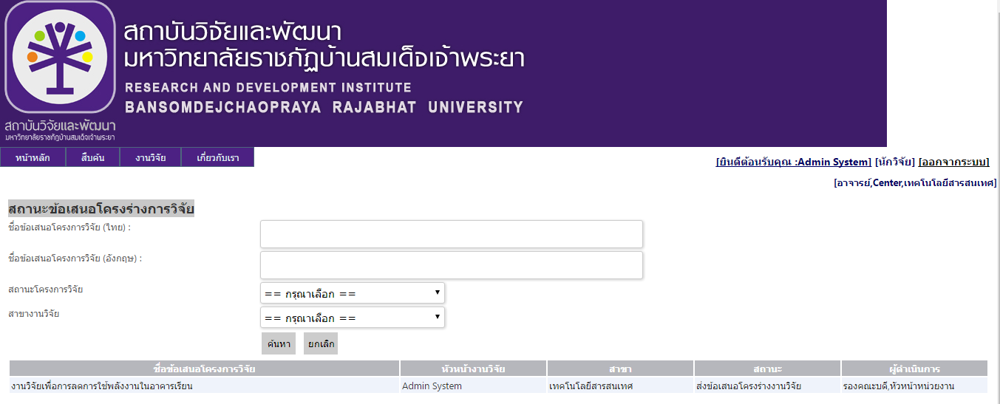 สถาบันวิจัยและพัฒนา
มหาวิทยาลัยราชภัฏบ้านสมเด็จเจ้าพระยา
RESEARCH AND DEVELOPMENT INSTITUTE
BANSOMDEJCHAOPRAYA RAJABHAT UNIVERSITY
สถาบันวิจัยและพัฒนา
มหาวิทยาลัยราชภัฏบ้านสมเด็จเจ้าพระยา
หน้าหลัก สืบค้น งานวิจัย เกี่ยวกับเรา
[ยินดีต้อนรับคุณ :Admin System] [นักวิจัย] [ออกจากระบบ]
[อาจารย์,Center,เทคโนโลยีสารสนเทศ]
สถานะข้อเสนอโครงร่างการวิจัย
ชื่อข้อเสนอโครงการวิจัย (ไทย) :
ชื่อข้อเสนอโครงการวิจัย (อังกฤษ) :
สถานะโครงการวิจัย == กรุณาเลือก ==
สาขางานวิจัย == กรุณาเลือก ==
ค้นหา ยกเลิก
ชื่อข้อเสนอโครงการวิจัย หัวหน้างานวิจัย สาขา สถานะ ผู้ดำเนินการ
งานวิจัยเพื่อการลดการใช้พลังงานในอาคารเรียน Admin System เทคโนโลยีสารสนเทศ ส่งข้อเสนอโครงร่างงานวิจัย รองคณะบดี,หัวหน้าหน่วยงาน